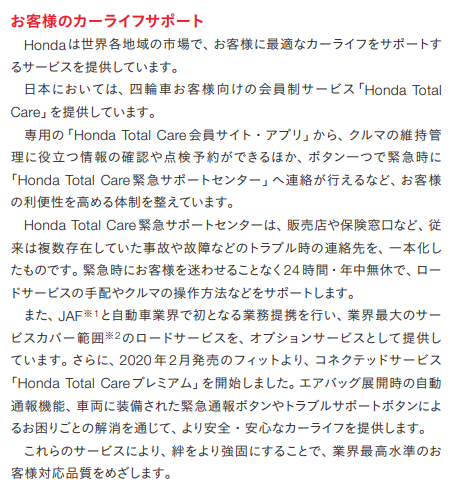 お客様のカーライフサポート
Hondaは世界各地域の市場で、お客様に最適なカーライフをサポートす
るサービスを提供しています。
日本においては、四輪車お客様向けの会員制サービス「Honda Total
Care」を提供しています。
専用の「Honda Total Care会員サイト・アプリ」から、クルマの維持管
理に役立つ情報の確認や点検予約ができるほか、ボタン一つで緊急時に
「Honda Total Care緊急サポートセンター」へ連絡が行えるなど、お客様
の利便性を高める体制を整えています。
Honda Total Care緊急サポートセンターは、販売店や保険窓口など、従
来は複数存在していた事故や故障などのトラブル時の連絡先を、一本化し
たものです。緊急時にお客様を迷わせることなく24時間・年中無休で、ロー
ドサービスの手配やクルマの操作方法などをサポートします。
また、JAF※1と自動車業界で初となる業務提携を行い、業界最大のサー
ビスカバー範囲※2のロードサービスを、オプションサービスとして提供し
ています。さらに、2020年2月発売のフィットより、コネクテッドサービス
「Honda Total Careプレミアム」を開始しました。エアバッグ展開時の自動
通報機能、車両に装備された緊急通報ボタンやトラブルサポートボタンによ
るお困りごとの解消を通じて、より安全・安心なカーライフを提供します。
これらのサービスにより、絆をより強固にすることで、業界最高水準のお
客様対応品質をめざします。